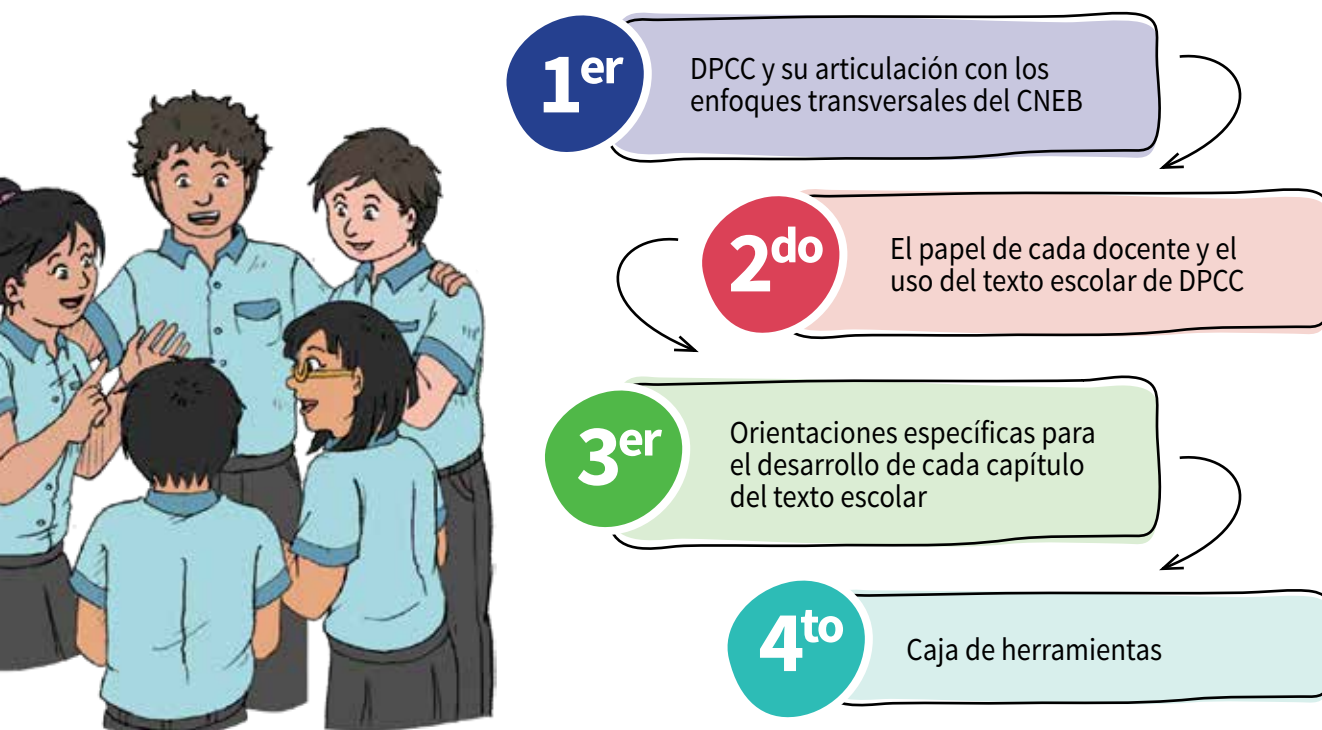 1er
DPCC y su articulación con los
enfoques transversales del CNEB
2do
El papel de cada docente y el
uso del texto escolar de DPCC
3er
Orientaciones específicas para
el desarrollo de cada capítulo
del texto escolar
4to
Caja de herramientas